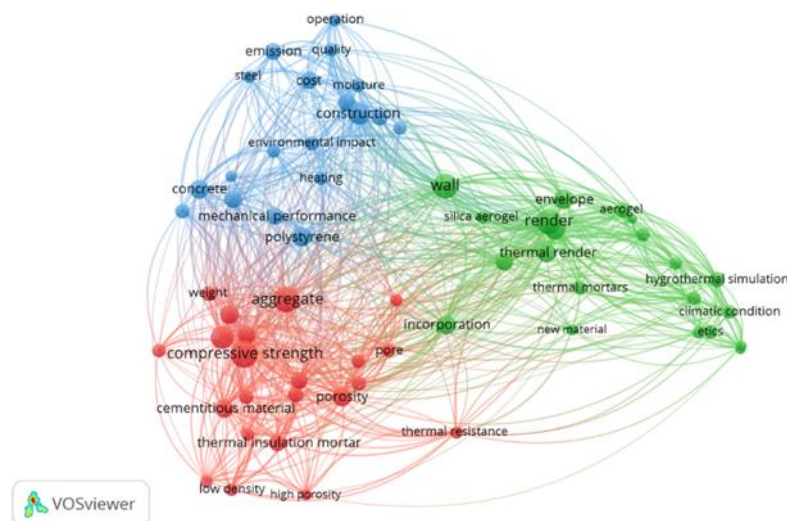 operation
emission
quality
steel
cost
moisture
construction
environmental impact
heating
concrete
wall
envelope
mechanical performance
silica aerogel
render
aerogel
polystyrene
thermal render
hygrothermal simulation
weight
aggregate
thermal mortars
climatic condition
incorporation
new material
etics
compressive strength
pore
porosity
cementitious material
thermal resistance
thermal insulation mortar
low density
high porosity
VOSviewer